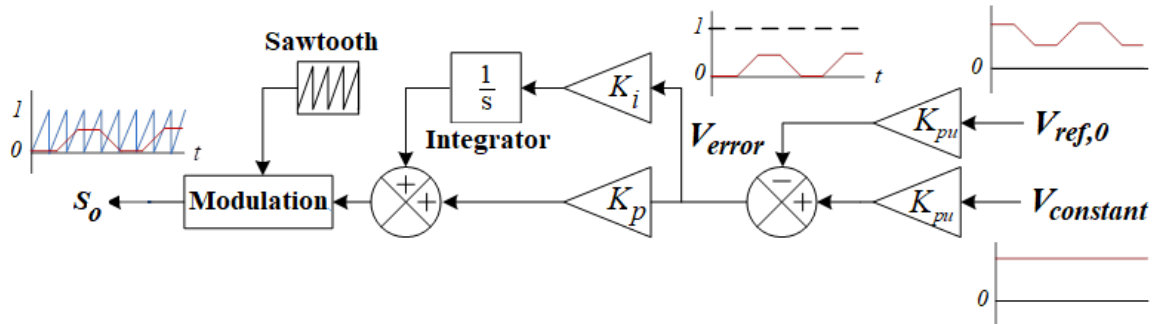 Sawtooth
1
0
t
S_o
Modulation
+
+
1
s
Integrator
K_i
K_p
1
0
t
V_error
−
+
K_pu
K_pu
V_ref,0
V_constant
0
0